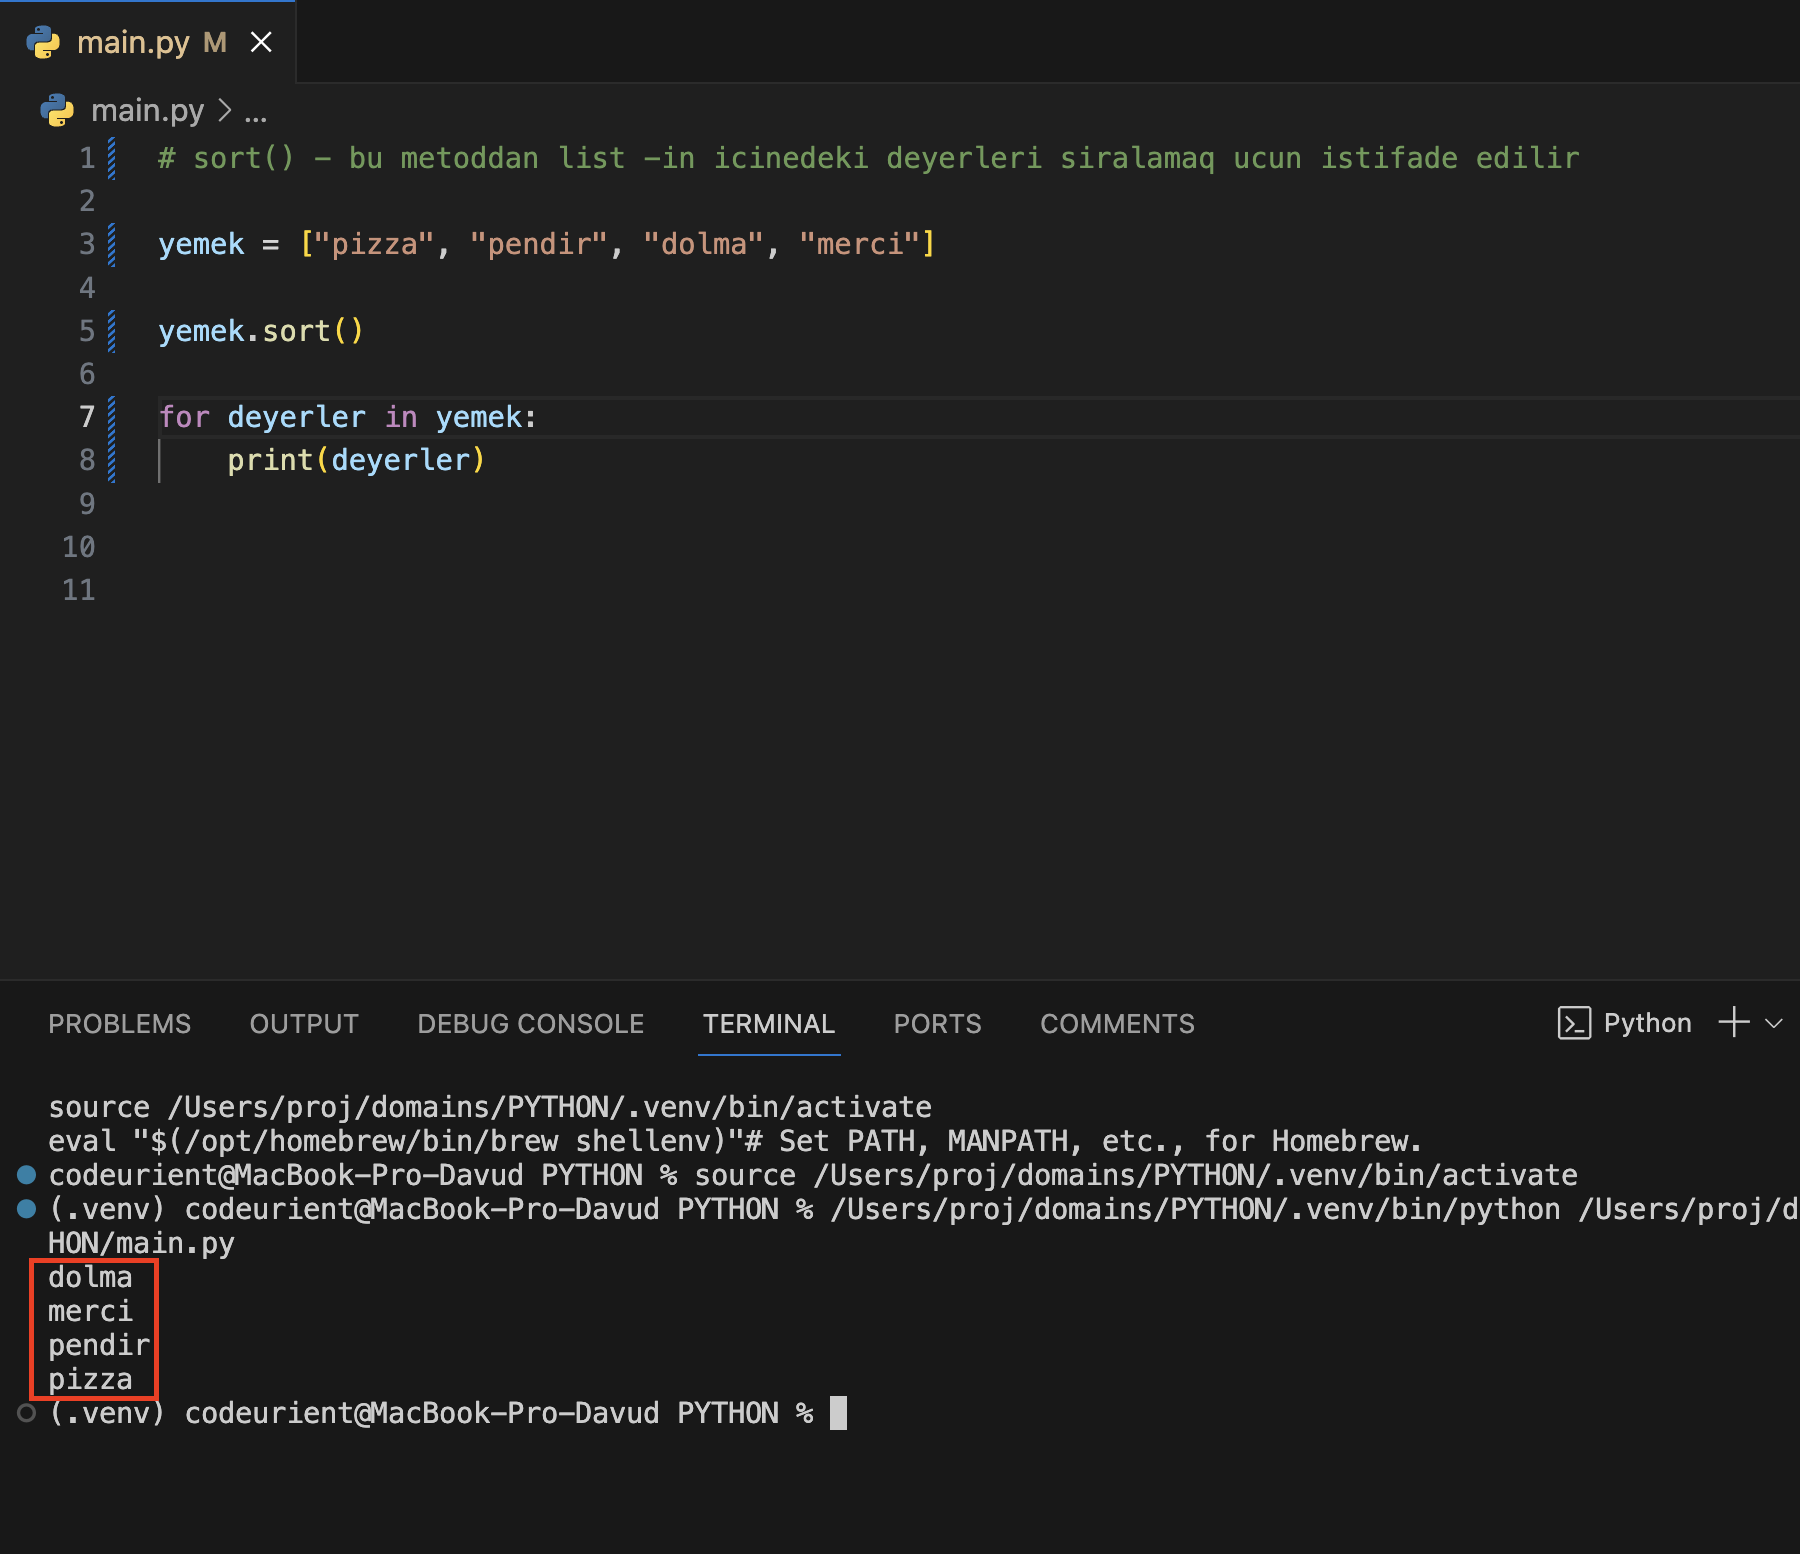 main.py M
main.py > ...
1 # sort() - bu metoddan list -in icinedeki deyerleri siralamaq ucun istifade edilir
2
3 yemek = ["pizza", "pendir", "dolma", "merci"]
4
5 yemek.sort()
6
7 for deyerler in yemek:
8     print(deyerler)
9
10
11
PROBLEMS OUTPUT DEBUG CONSOLE TERMINAL PORTS COMMENTS Python
source /Users/proj/domains/PYTHON/.venv/bin/activate
eval "$(/opt/homebrew/bin/brew shellenv)"# Set PATH, MANPATH, etc., for Homebrew.
codeurient@MacBook-Pro-Davud PYTHON % source /Users/proj/domains/PYTHON/.venv/bin/activate
(.venv) codeurient@MacBook-Pro-Davud PYTHON % /Users/proj/domains/PYTHON/.venv/bin/python /Users/proj/d
HON/main.py
dolma
merci
pendir
pizza
(.venv) codeurient@MacBook-Pro-Davud PYTHON %